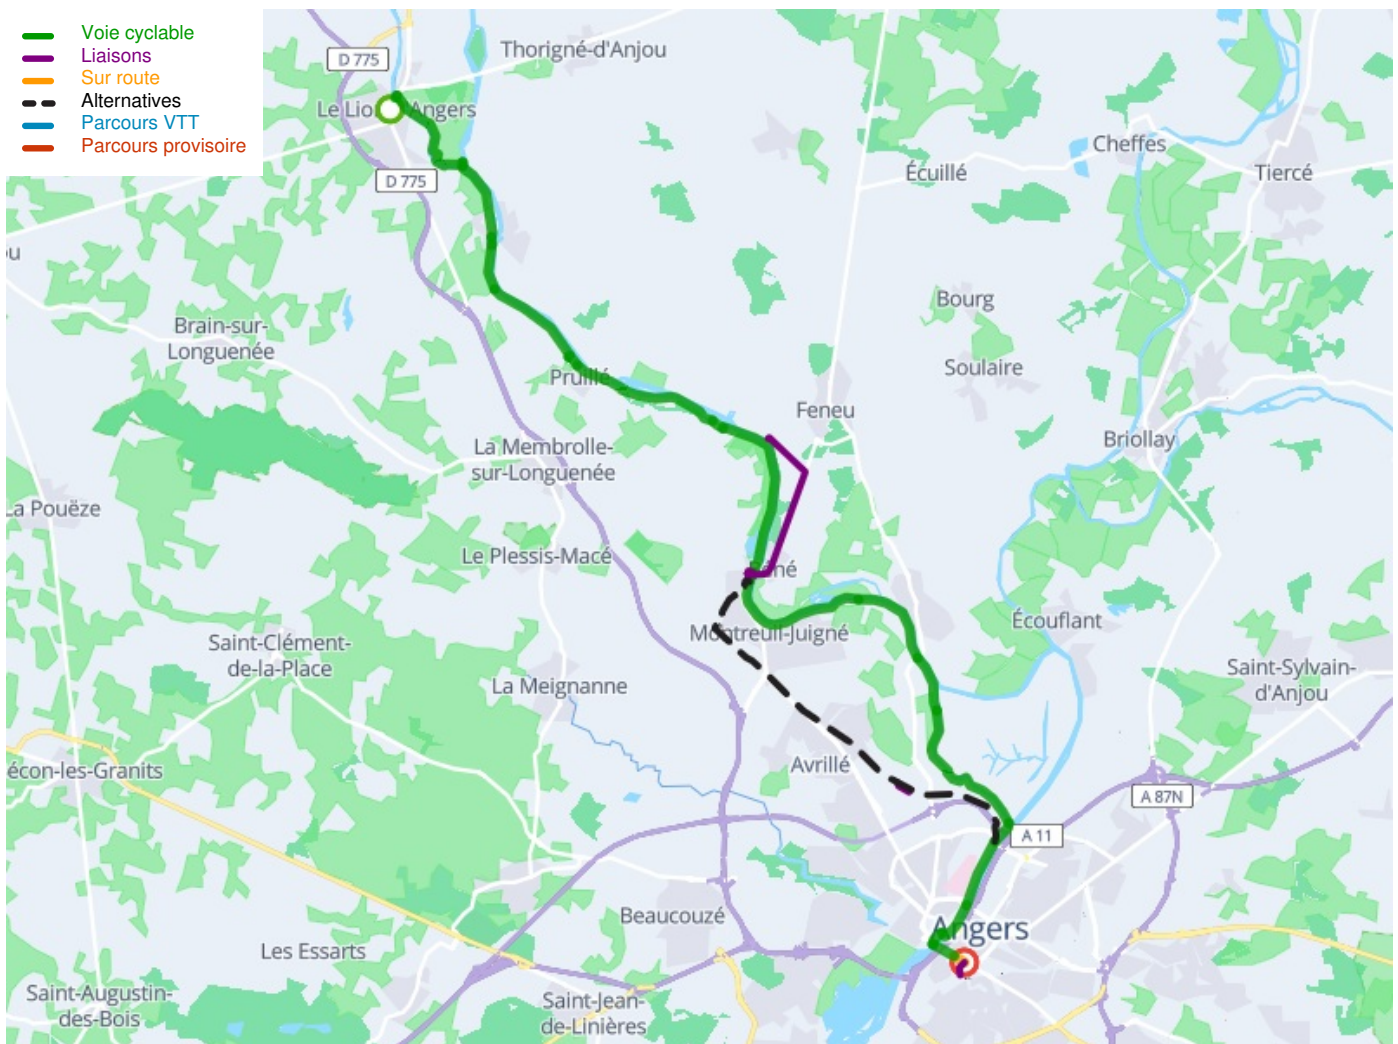 Voie cyclable
Liaisons
Sur route
Alternatives
Parcours VTT
Parcours provisoire
Thorigné-d'Anjou
D 775
Le Lio Angers
Cheffes
D 775
Écuillé
Tiercé
ou
Bourg
Brain-sur-
Longuenée
Soulaire
Pruillé
Feneu
Briollay
La Membrolle-
sur-Longuenée
La Pouëze
Le Plessis-Macé
Écouflant
Montreuil-Juigné
Saint-Clément-
de-la-Place
Saint-Sylvain-
d'Anjou
La Meignanne
Avrillé
écon-les-Granits
A 87N
A 11
Beaucouzé
Angers
Les Essarts
Saint-Augustin-
des-Bois
Saint-Jean-
de-Linières